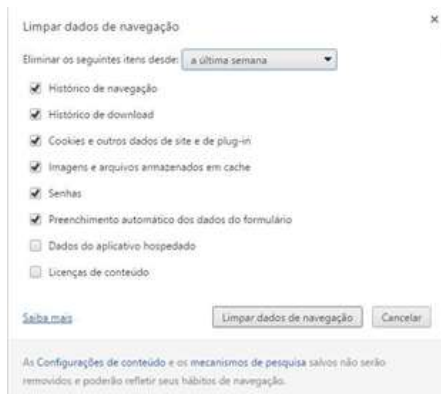 Limpar dados de navegação
Eliminar os seguintes itens desde: a última semana
Histórico de navegação
Histórico de download
Cookies e outros dados de site e de plug-in
Imagens e arquivos armazenados em cache
Senhas
Preenchimento automático dos dados do formulário
Dados do aplicativo hospedado
Licenças de conteúdo
Saiba mais Limpar dados de navegação Cancelar
As Configurações de conteúdo e os mecanismos de pesquisa salvos não serão
removidos e poderão refletir seus hábitos de navegação.